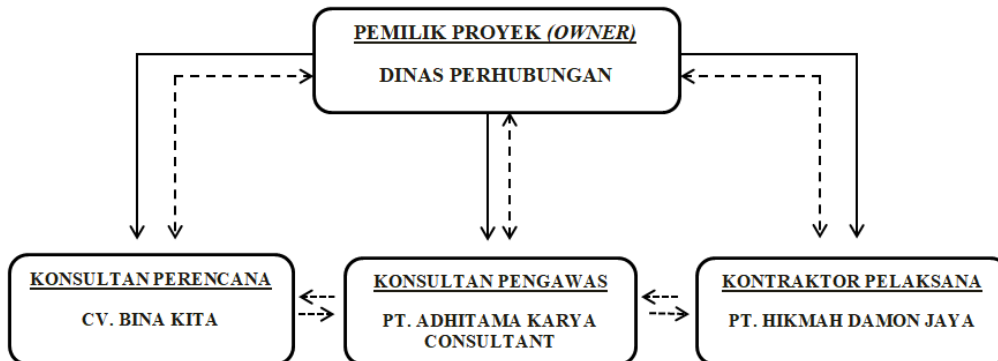 PEMILIK PROYEK (OWNER)
DINAS PERHUBUNGAN
KONSULTAN PERENCANA
CV. BINA KITA
KONSULTAN PENGAWAS
PT. ADHITAMA KARYA
CONSULTANT
KONTRAKTOR PELAKSANA
PT. HIKMAH DAMON JAYA